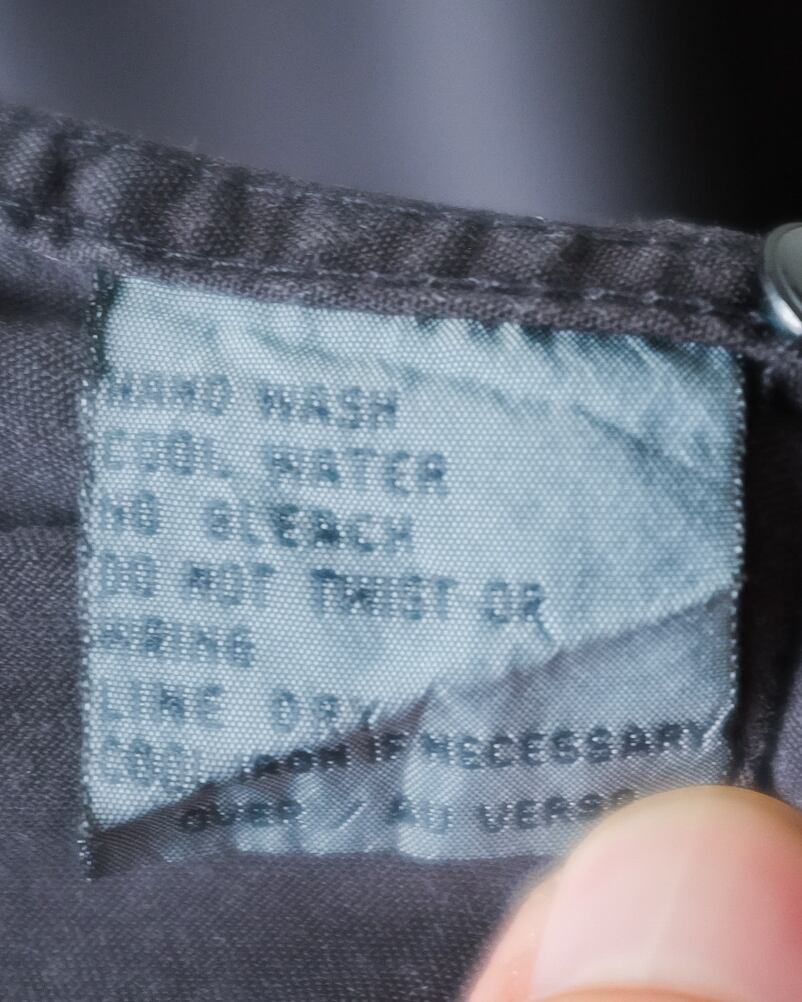 HAND WASH
COOL WATER
NO BLEACH
DO NOT TWIST OR
WRING
LINE DRY
COOL IRON IF NECESSARY/
OVER / AU VERSO